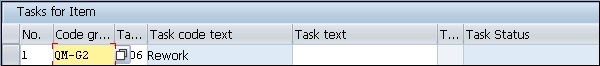 Tasks for Item
No. Code gr... Ta... Task code text Task text T... Task Status
1 QM-G2 06 Rework